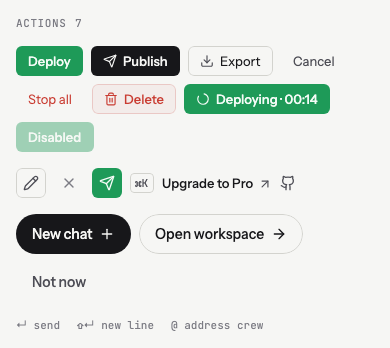 ACTIONS 7
Deploy Publish Export Cancel
Stop all Delete Deploying · 00:14
Disabled
⌘K Upgrade to Pro ↗
New chat + Open workspace →
Not now
↵ send ⇧↵ new line @ address crew